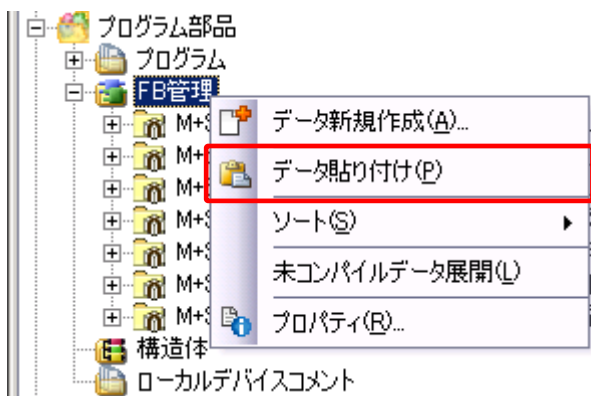 プログラム部品
プログラム
FB管理
データ新規作成(A)...
データ貼り付け(P)
ソート(S)
未コンパイルデータ展開(L)
プロパティ(R)...
M+
M+
M+
M+
M+
M+
M+
構造体
ローカルデバイスコメント